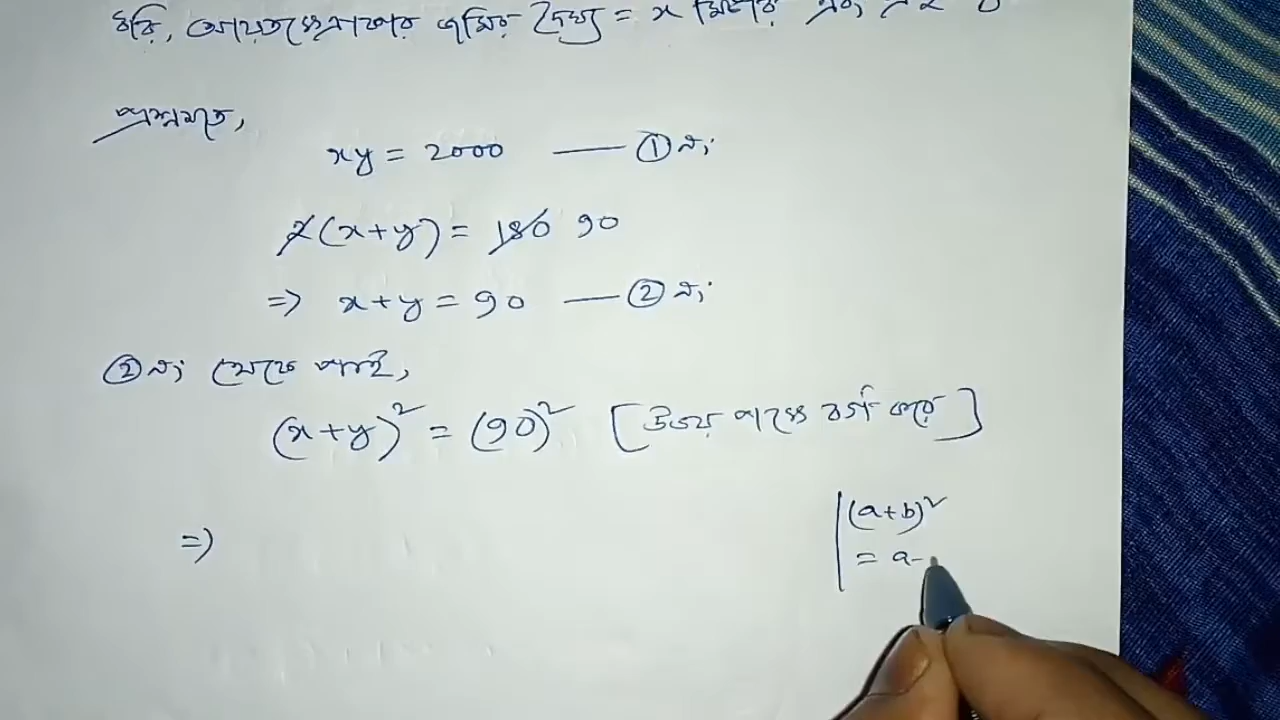 ধরি, আয়তক্ষেত্রাকার জমির দৈর্ঘ্য = x মিটার
প্রশ্নমতে,
xy = 2000 —— ① নং
2(x+y) = 180 90
=> x+y = 90 —— ② নং
② নং থেকে পাই,
(x+y)² = (90)² [উভয় পক্ষে বর্গ করে]
(a+b)²
=>
= a-